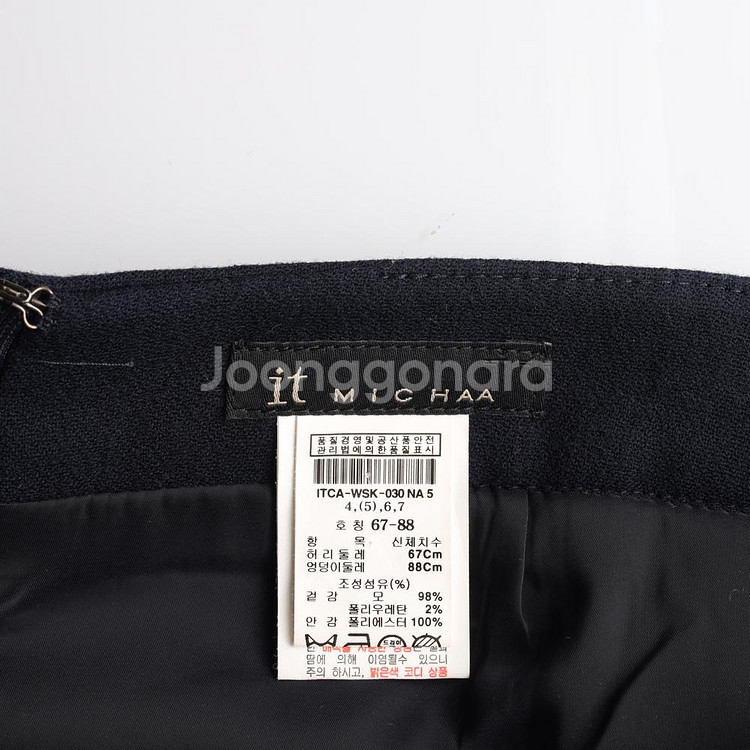 Joonggonara
it MICHAA
품질경영및공산품안전
관리법에의한품질표시
ITCA-WSK-030 NA 5
4,(5),6,7
호 칭 67-88
항 목 신체치수
허리둘레 67Cm
엉덩이둘레 88Cm
조성섬유(%)
겉 감 모 98%
폴리우레탄 2%
안 감 폴리에스터 100%
드라이
땀에 의해 이염될수 있으니
주의 하시고, 밝은색 코디 상품